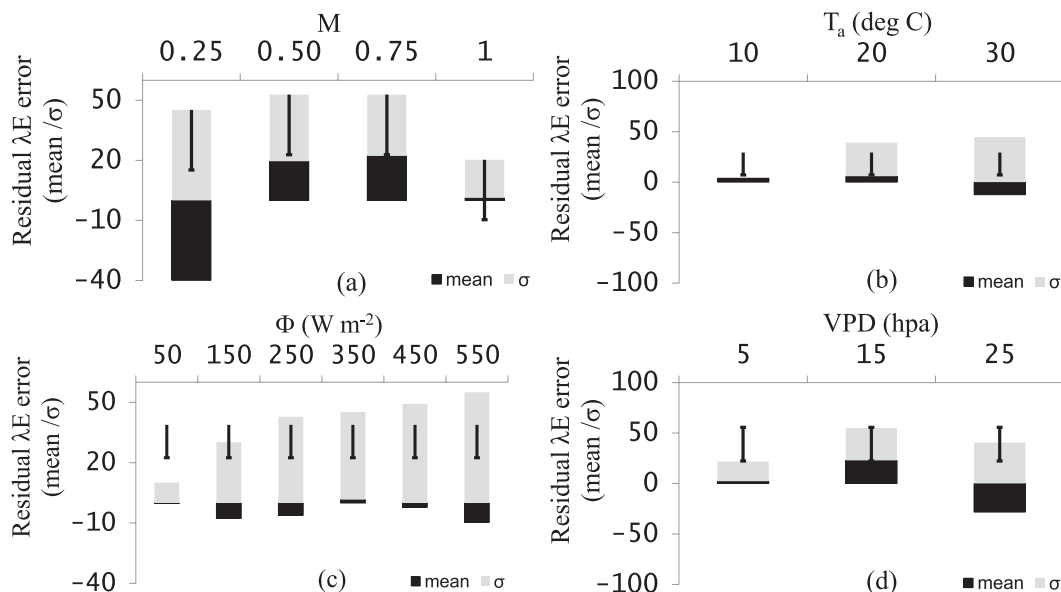 M
0.25 0.50 0.75 1
Residual λE error
(mean /σ)
50
20
-10
-40
(a)
mean σ
Tₐ (deg C)
10 20 30
Residual λE error
(mean/σ)
100
50
0
-50
-100
(b)
mean σ
Φ (W m⁻²)
50 150 250 350 450 550
Residual λE error
(mean /σ)
50
20
-10
-40
(c)
mean σ
VPD (hpa)
5 15 25
Residual λE error
(mean/σ)
100
50
0
-50
-100
(d)
mean σ